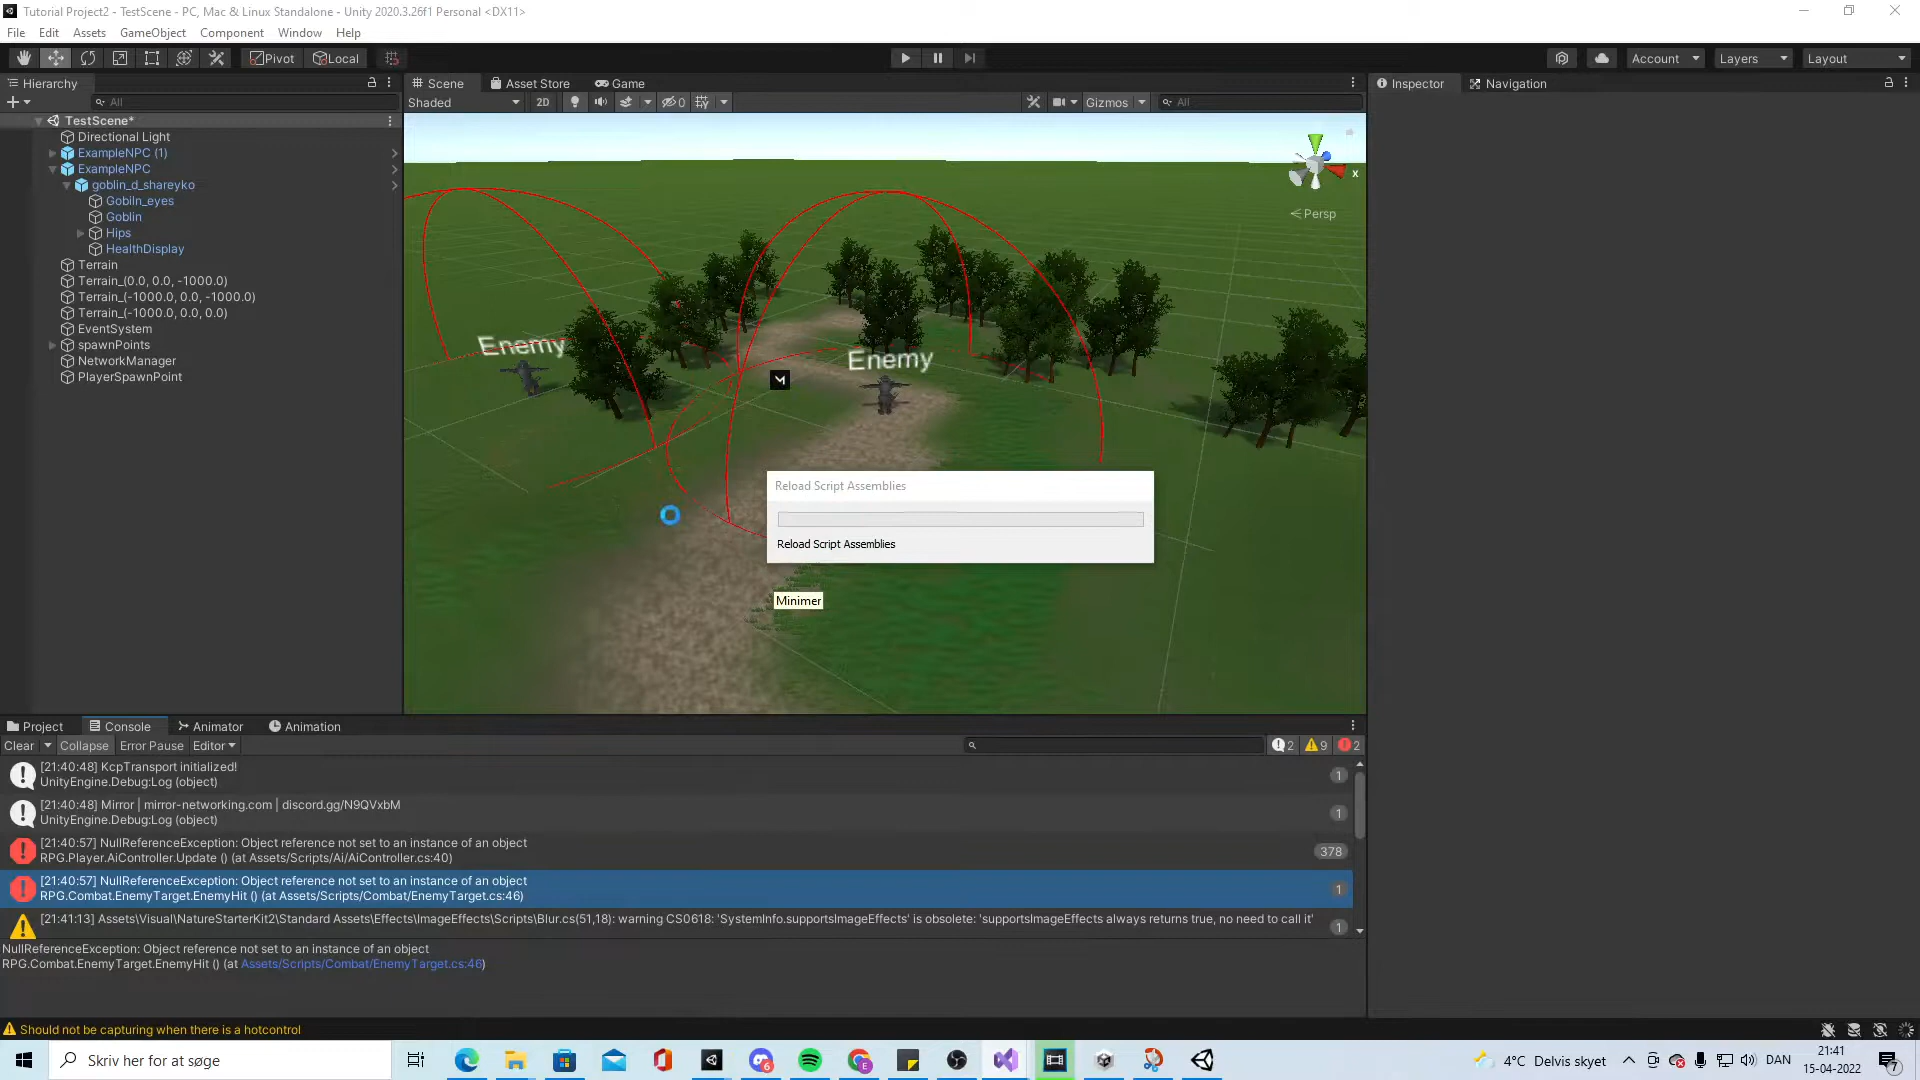 Tutorial Project2 - TestScene - PC, Mac & Linux Standalone - Unity 2020.3.26f1 Personal <DX11>
File Edit Assets GameObject Component Window Help
Pivot Local Account Layers Layout
Hierarchy Scene Asset Store Game Inspector Navigation
All Shaded 2D 0 Gizmos All
TestScene*
Directional Light
ExampleNPC (1)
ExampleNPC
goblin_d_shareyko
Gobiln_eyes
Goblin
Hips
HealthDisplay
Terrain
Terrain_(0.0, 0.0, -1000.0)
Terrain_(-1000.0, 0.0, -1000.0)
Terrain_(-1000.0, 0.0, 0.0)
EventSystem
spawnPoints
NetworkManager
PlayerSpawnPoint
x
Persp
Enemy
Enemy
Reload Script Assemblies
Reload Script Assemblies
Minimer
Project Console Animator Animation
Clear Collapse Error Pause Editor 2 9 2
[21:40:48] KcpTransport initialized!
UnityEngine.Debug:Log (object)
1
[21:40:48] Mirror | mirror-networking.com | discord.gg/N9QVxbM
UnityEngine.Debug:Log (object)
1
[21:40:57] NullReferenceException: Object reference not set to an instance of an object
RPG.Player.AiController.Update () (at Assets/Scripts/Ai/AiController.cs:40)
378
[21:40:57] NullReferenceException: Object reference not set to an instance of an object
RPG.Combat.EnemyTarget.EnemyHit () (at Assets/Scripts/Combat/EnemyTarget.cs:46)
1
[21:41:13] Assets\Visual\NatureStarterKit2\Standard Assets\Effects\ImageEffects\Scripts\Blur.cs(51,18): warning CS0618: 'SystemInfo.supportsImageEffects' is obsolete: 'supportsImageEffects always returns true, no need to call it'
1
NullReferenceException: Object reference not set to an instance of an object
RPG.Combat.EnemyTarget.EnemyHit () (at Assets/Scripts/Combat/EnemyTarget.cs:46)
Should not be capturing when there is a hotcontrol
Skriv her for at søge
6
4°C Delvis skyet
DAN
21:41
15-04-2022
7